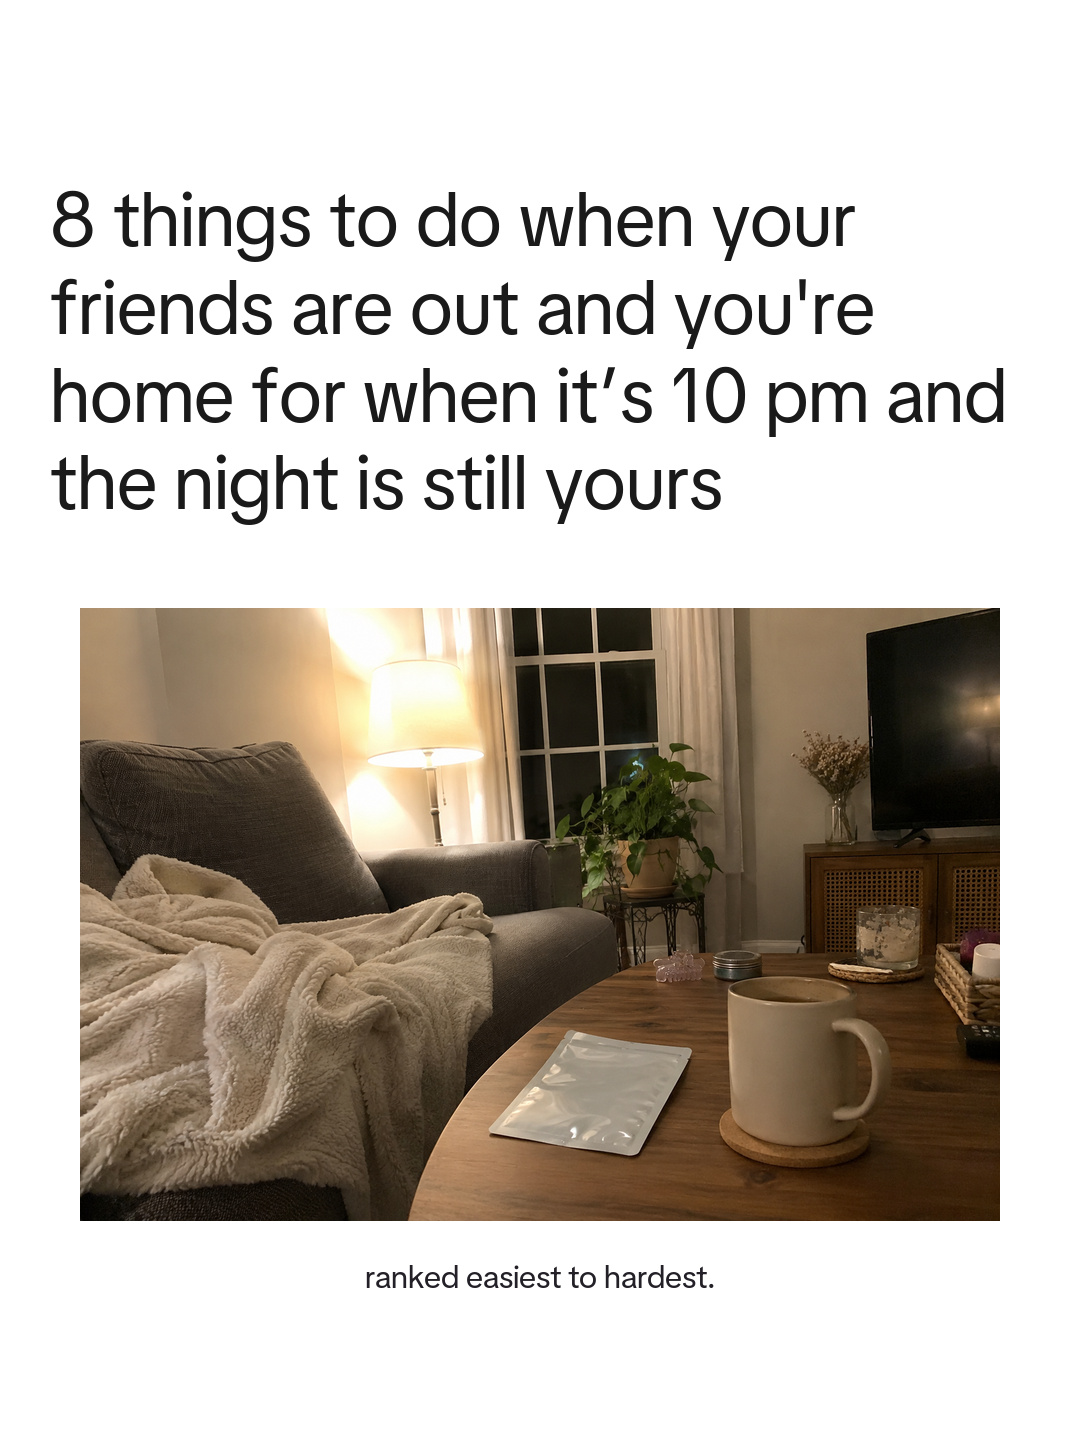 8 things to do when your
friends are out and you're
home for when it’s 10 pm and
the night is still yours
ranked easiest to hardest.